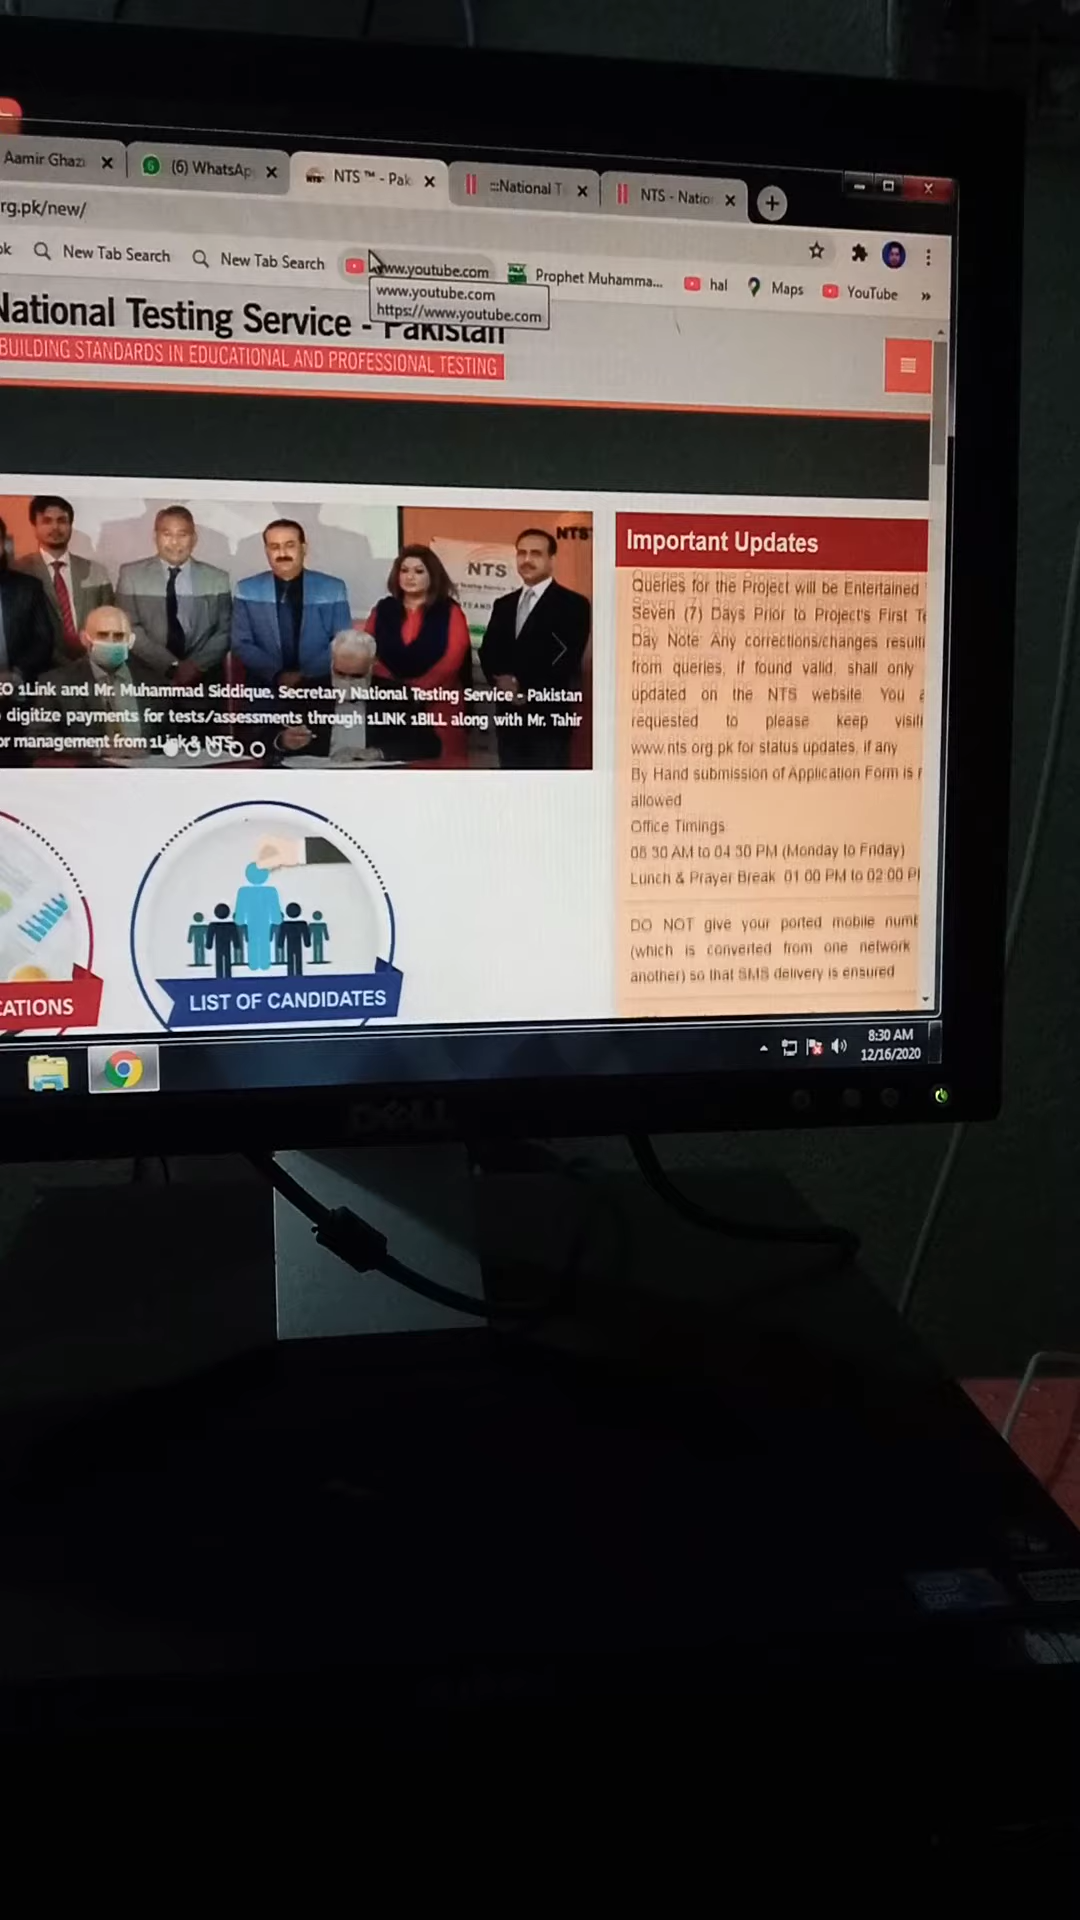 Aamir Ghazi
(6) WhatsAp
NTS ™ - Pak
:::National T
NTS - Natio
rg.pk/new/
ok
New Tab Search
New Tab Search
www.youtube.com
Prophet Muhamma...
hal
Maps
YouTube
»
www.youtube.com
https://www.youtube.com
National Testing Service - Pakistan
BUILDING STANDARDS IN EDUCATIONAL AND PROFESSIONAL TESTING
NTS
NTS
EO 1Link and Mr. Muhammad Siddique, Secretary National Testing Service - Pakistan
digitize payments for tests/assessments through 1LINK 1BILL along with Mr. Tahir
or management from 1Link & NTS
Important Updates
Queries for the Project will be Entertained
Seven (7) Days Prior to Project's First Te
Day Note: Any corrections/changes resulti
from queries, if found valid, shall only
updated on the NTS website. You a
requested to please keep visiti
www.nts.org.pk for status updates, if any
By Hand submission of Application Form is n
allowed
Office Timings
08:30 AM to 04:30 PM (Monday to Friday)
Lunch & Prayer Break: 01:00 PM to 02:00 P
DO NOT give your ported mobile numb
(which is converted from one network
another) so that SMS delivery is ensured
CATIONS
LIST OF CANDIDATES
8:30 AM
12/16/2020
DELL